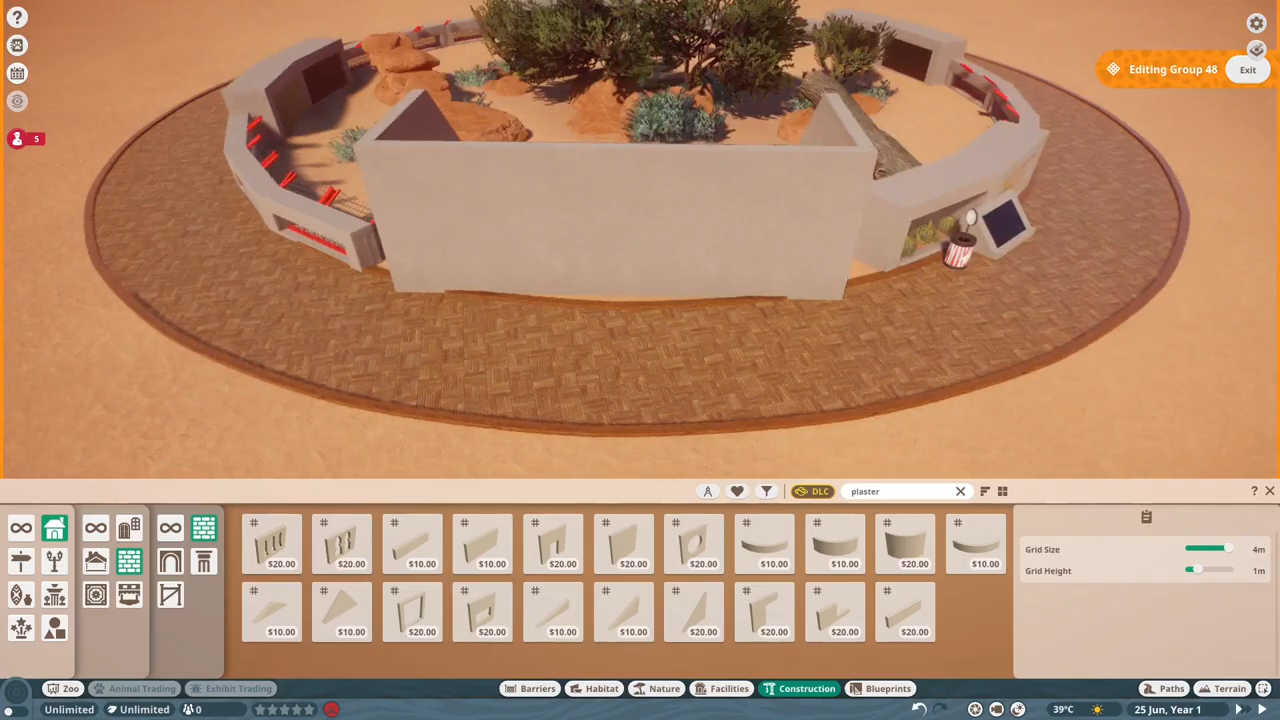 ?
Editing Group 48
Exit
5
DLC
plaster
?
$20.00
$20.00
$10.00
$10.00
$20.00
$20.00
$20.00
$10.00
$10.00
$20.00
$10.00
$10.00
$10.00
$20.00
$20.00
$10.00
$10.00
$20.00
$20.00
$20.00
$20.00
Grid Size
4m
Grid Height
1m
Zoo
Animal Trading
Exhibit Trading
Barriers
Habitat
Nature
Facilities
Construction
Blueprints
Paths
Terrain
Unlimited
Unlimited
0
39°C
25 Jun, Year 1